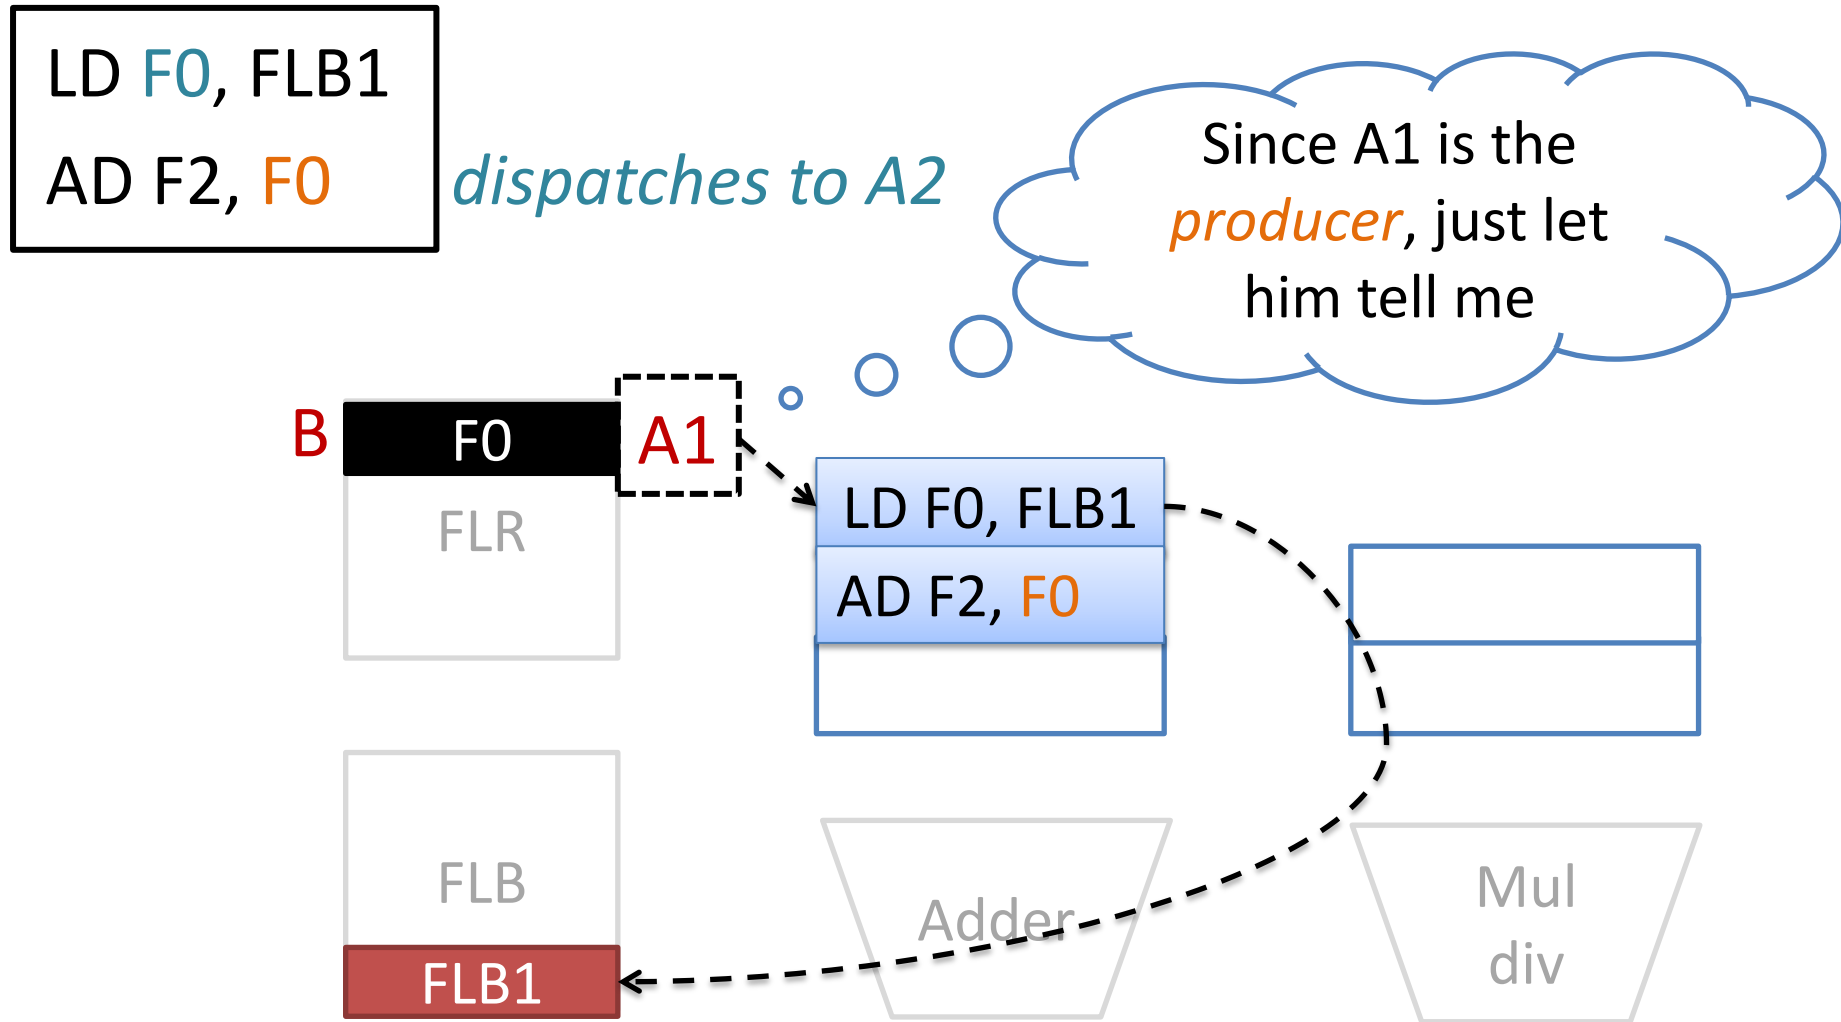 LD F0, FLB1
AD F2, F0
dispatches to A2
Since A1 is the
producer, just let
him tell me
B
F0
A1
FLR
LD F0, FLB1
AD F2, F0
FLB
FLB1
Adder
Mul
div